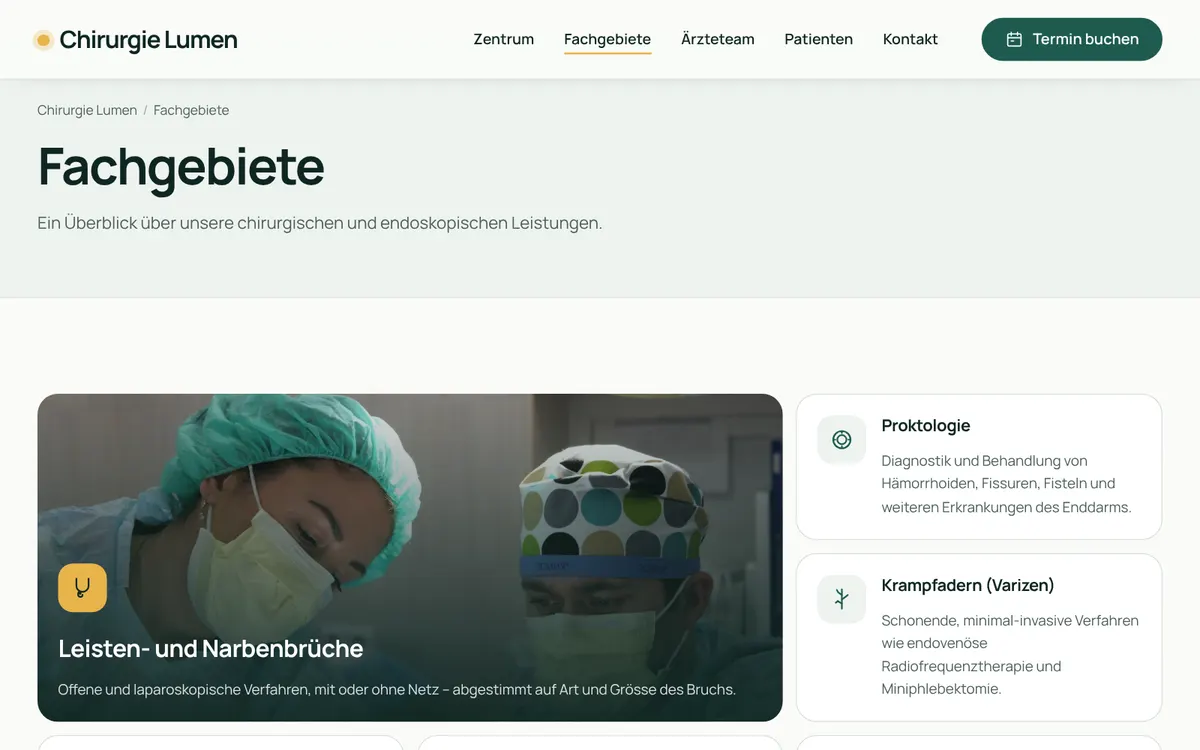 Chirurgie Lumen
Zentrum
Fachgebiete
Ärzteteam
Patienten
Kontakt
Termin buchen
Chirurgie Lumen / Fachgebiete
Fachgebiete
Ein Überblick über unsere chirurgischen und endoskopischen Leistungen.
Leisten- und Narbenbrüche
Offene und laparoskopische Verfahren, mit oder ohne Netz – abgestimmt auf Art und Grösse des Bruchs.
Proktologie
Diagnostik und Behandlung von
Hämorrhoiden, Fissuren, Fisteln und
weiteren Erkrankungen des Enddarms.
Krampfadern (Varizen)
Schonende, minimal-invasive Verfahren
wie endovenöse
Radiofrequenztherapie und
Miniphlebektomie.